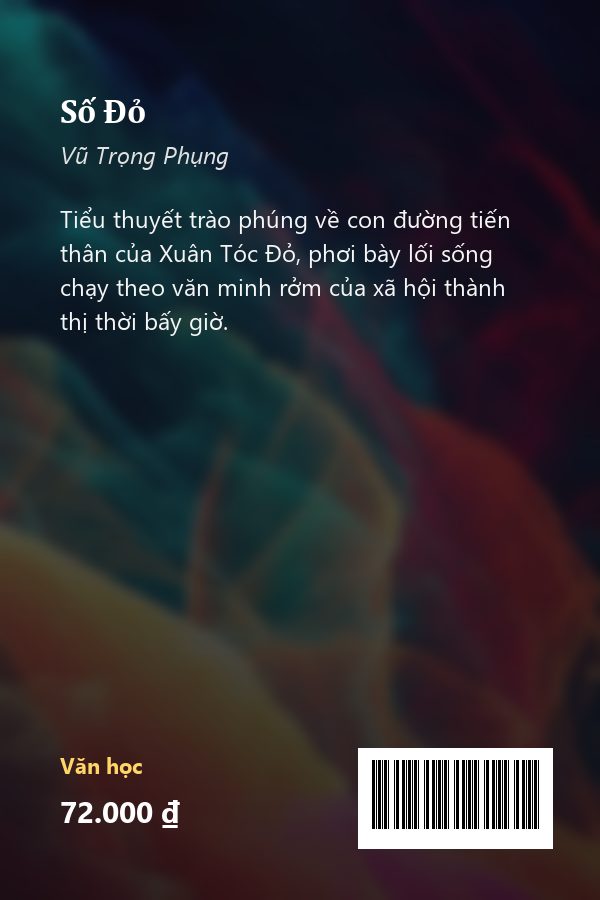 Số Đỏ
Vũ Trọng Phụng
Tiểu thuyết trào phúng về con đường tiến
thân của Xuân Tóc Đỏ, phơi bày lối sống
chạy theo văn minh rởm của xã hội thành
thị thời bấy giờ.
Văn học
72.000 ₫